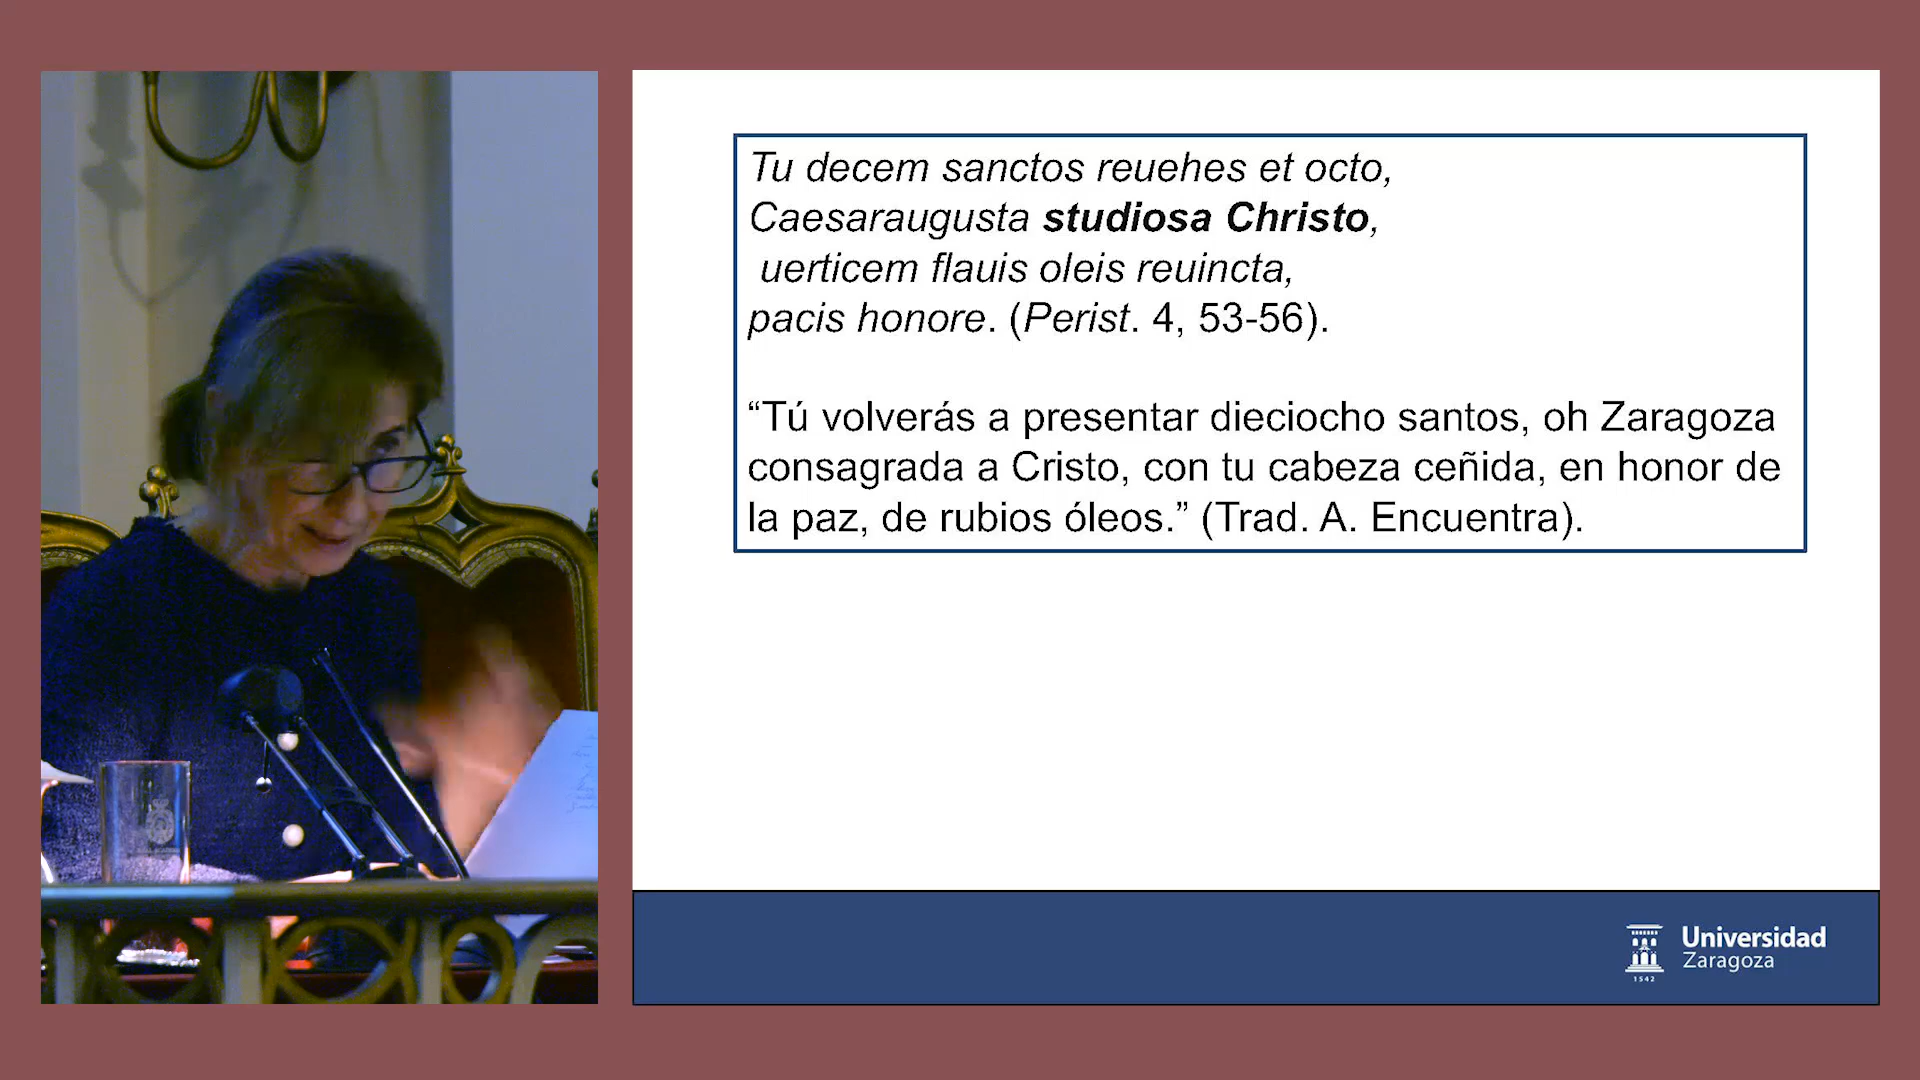 Tu decem sanctos reuehes et octo,
Caesaraugusta studiosa Christo,
uerticem flauis oleis reuincta,
pacis honore. (Perist. 4, 53-56).
“Tú volverás a presentar dieciocho santos, oh Zaragoza
consagrada a Cristo, con tu cabeza ceñida, en honor de
la paz, de rubios óleos.” (Trad. A. Encuentra).
Universidad
Zaragoza
1542